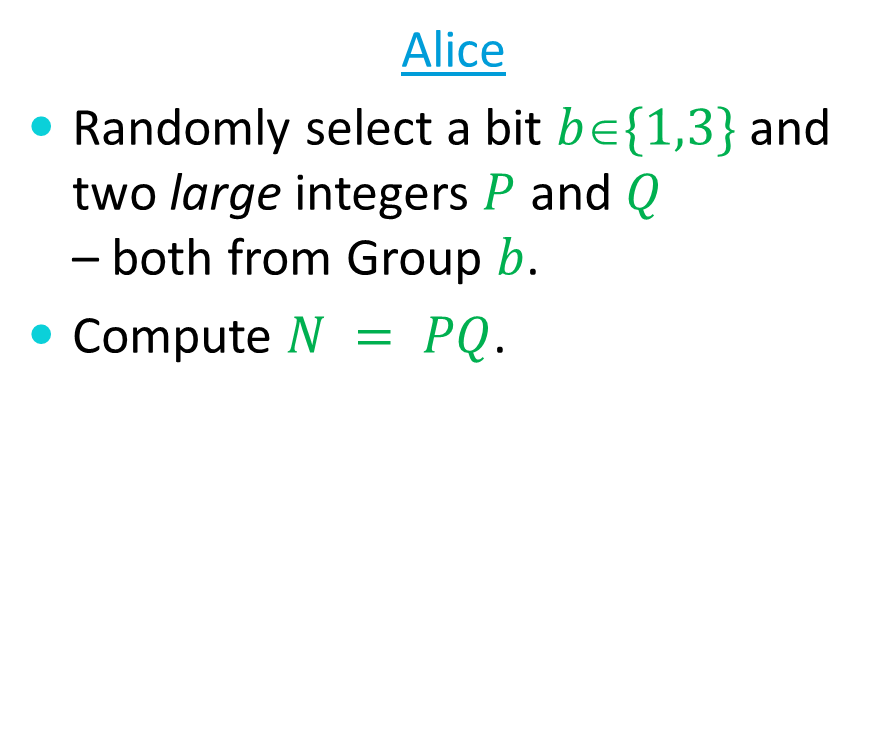 Alice
• Randomly select a bit b∈{1,3} and
two large integers P and Q
– both from Group b.
• Compute N = PQ.